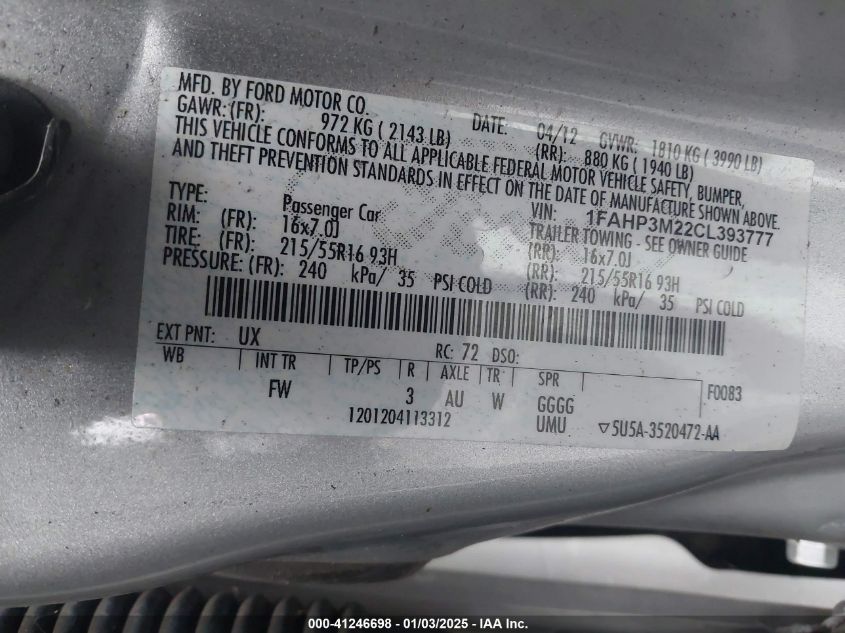 MFD. BY FORD MOTOR CO.
DATE: 04/12 GVWR: 1810 KG ( 3990 LB)
GAWR: (FR): 972 KG ( 2143 LB) (RR): 880 KG ( 1940 LB)
THIS VEHICLE CONFORMS TO ALL APPLICABLE FEDERAL MOTOR VEHICLE SAFETY, BUMPER,
AND THEFT PREVENTION STANDARDS IN EFFECT ON THE DATE OF MANUFACTURE SHOWN ABOVE.
VIN: 1FAHP3M22CL393777
TYPE: Passenger Car TRAILER TOWING - SEE OWNER GUIDE
RIM: (FR): 16x7.0J (RR): 16x7.0J
TIRE: (FR): 215/55R16 93H (RR): 215/55R16 93H
PRESSURE: (FR): 240 kPa/ 35 PSI COLD (RR): 240 kPa/ 35 PSI COLD
EXT PNT: UX RC: 72 DSO:
WB INT TR TP/PS R AXLE TR SPR F0083
FW 3 AU W GGGG
1201204113312 UMU ▽5U5A-3520472-AA
000-41246698 - 01/03/2025 - IAA Inc.